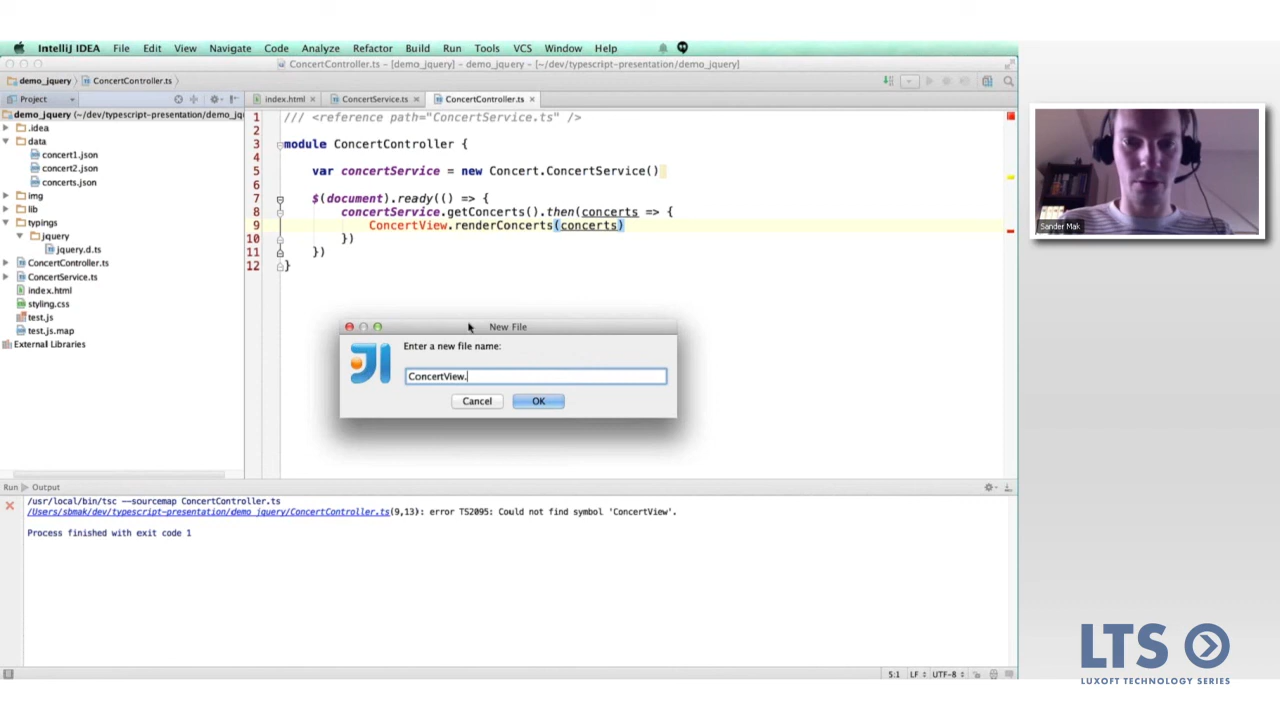 IntelliJ IDEA File Edit View Navigate Code Analyze Refactor Build Run Tools VCS Window Help
ConcertController.ts - [demo_jquery] - demo_jquery - [~/dev/typescript-presentation/demo_jquery]
demo_jquery ConcertController.ts
Project index.html ConcertService.ts ConcertController.ts
demo_jquery (~/dev/typescript-presentation/demo_jq
.idea
data
concert1.json
concert2.json
concerts.json
img
lib
typings
jquery
jquery.d.ts
ConcertController.ts
ConcertService.ts
index.html
styling.css
test.js
test.js.map
External Libraries
1 /// <reference path="ConcertService.ts" />
2
3 module ConcertController {
4
5 var concertService = new Concert.ConcertService()
6
7 $(document).ready(() => {
8 concertService.getConcerts().then(concerts => {
9 ConcertView.renderConcerts(concerts)
10 })
11 })
12 }
New File
Enter a new file name:
ConcertView.
Cancel OK
Run Output
/usr/local/bin/tsc --sourcemap ConcertController.ts
/Users/sbmak/dev/typescript-presentation/demo_jquery/ConcertController.ts(9,13): error TS2095: Could not find symbol 'ConcertView'.
Process finished with exit code 1
5:1 LF UTF-8
Sander Mak
LTS
LUXOFT TECHNOLOGY SERIES